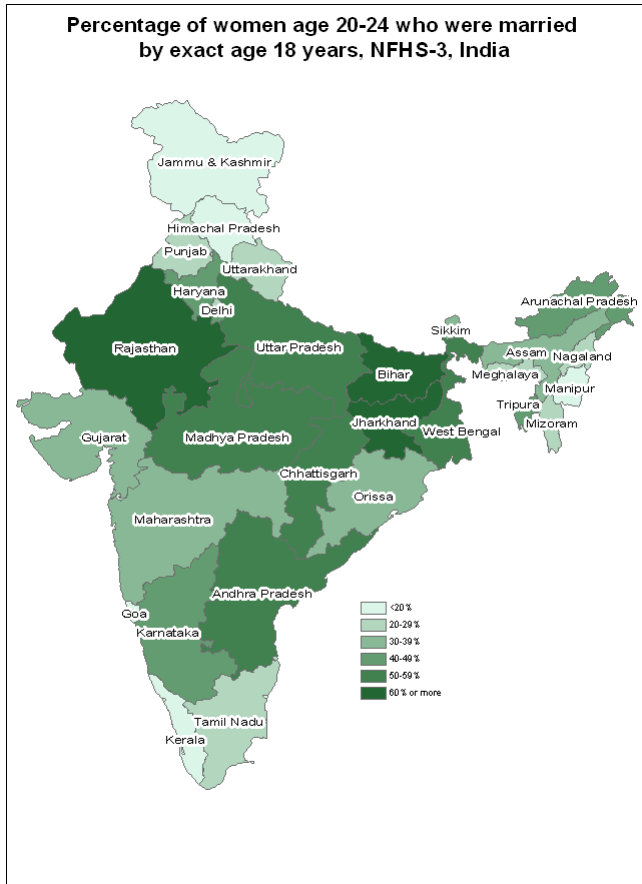 Percentage of women age 20-24 who were married
by exact age 18 years, NFHS-3, India
Jammu & Kashmir
Himachal Pradesh
Punjab
Uttarakhand
Haryana
Delhi
Arunachal Pradesh
Rajasthan
Uttar Pradesh
Sikkim
Assam
Nagaland
Bihar
Meghalaya
Manipur
Tripura
Mizoram
Gujarat
Madhya Pradesh
Jharkhand
West Bengal
Chhattisgarh
Orissa
Maharashtra
Andhra Pradesh
Goa
Karnataka
<20%
20-29%
30-39%
40-49%
50-59%
60% or more
Tamil Nadu
Kerala